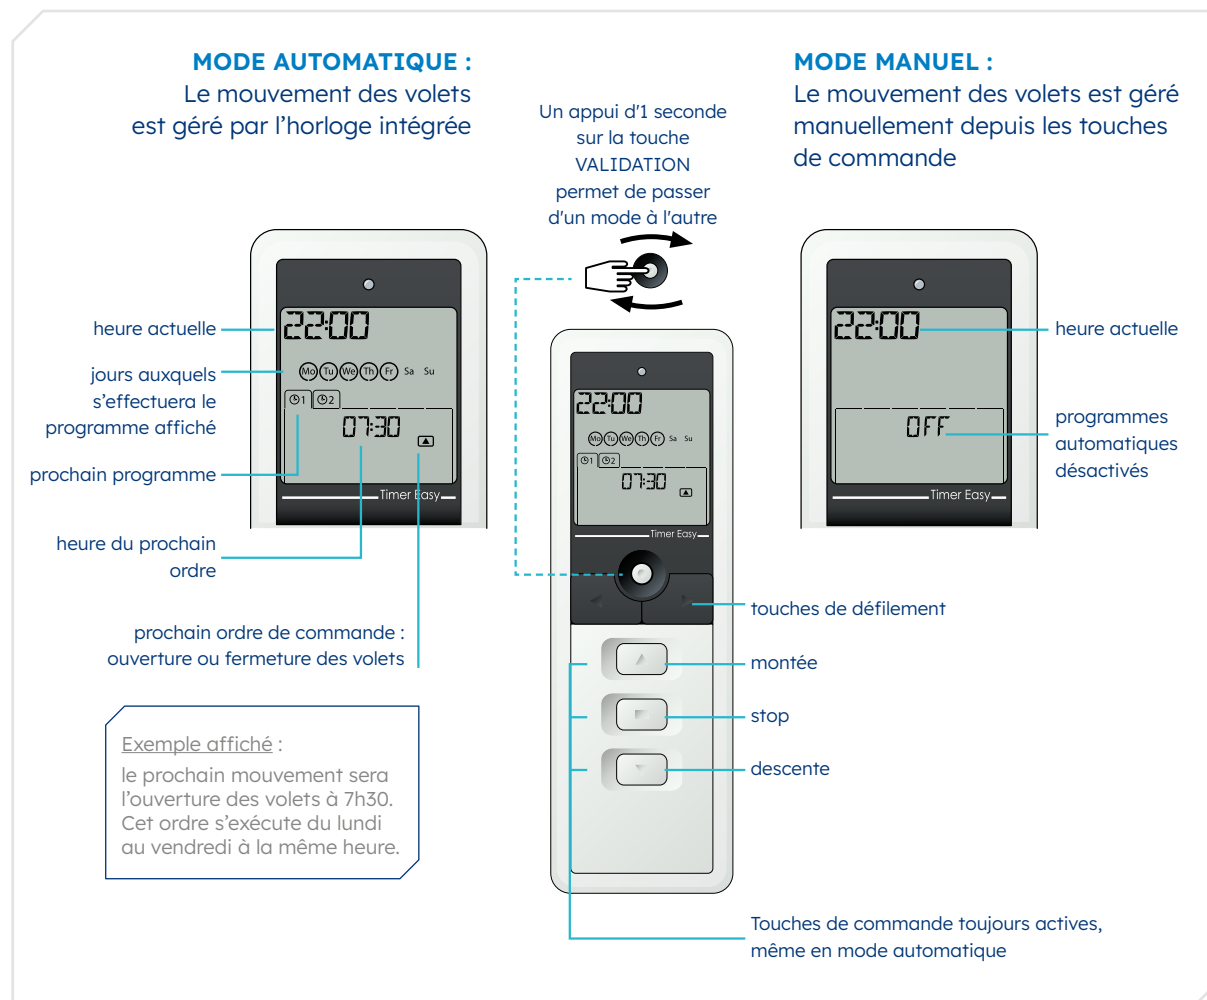 MODE AUTOMATIQUE :
Le mouvement des volets
est géré par l’horloge intégrée
Un appui d'1 seconde
sur la touche
VALIDATION
permet de passer
d'un mode à l'autre
MODE MANUEL :
Le mouvement des volets est géré
manuellement depuis les touches
de commande
heure actuelle
jours auxquels
s’effectuera le
programme affiché
prochain programme
heure du prochain
ordre
prochain ordre de commande :
ouverture ou fermeture des volets
22:00
Mo Tu We Th Fr Sa Su
1 2
07:30
Timer Easy
Exemple affiché :
le prochain mouvement sera
l’ouverture des volets à 7h30.
Cet ordre s’exécute du lundi
au vendredi à la même heure.
22:00
Mo Tu We Th Fr Sa Su
1 2
07:30
Timer Easy
touches de défilement
montée
stop
descente
Touches de commande toujours actives,
même en mode automatique
22:00
OFF
Timer Easy
heure actuelle
programmes
automatiques
désactivés